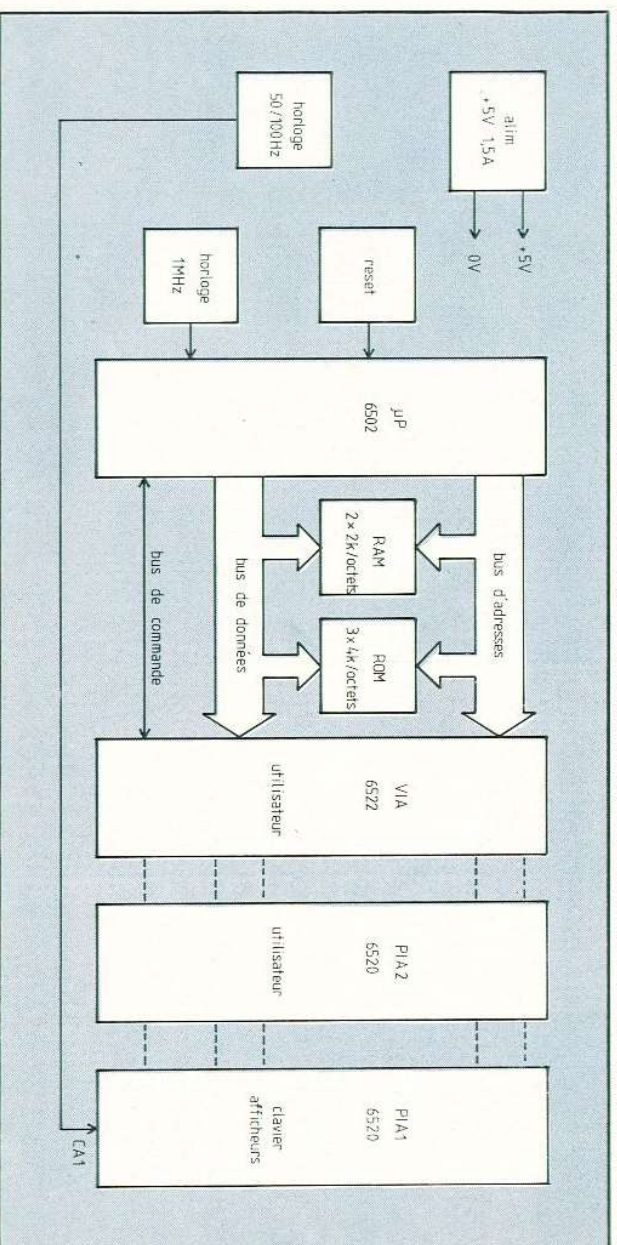 alim
+5V 1,5A
+5V
0V
horloge
50/100Hz
reset
horloge
1MHz
µP
6502
bus d'adresses
RAM
2 x 2k/octets
ROM
3 x 4k/octets
bus de données
bus de commande
VIA
6522
utilisateur
PIA2
6520
utilisateur
PIA1
6520
clavier
afficheurs
CA1